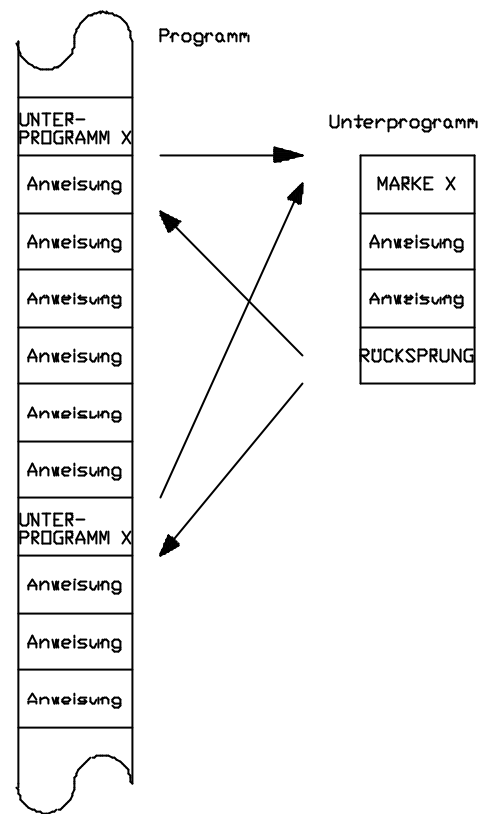 Programm
UNTER-
PROGRAMM X
Anweisung
Anweisung
Anweisung
Anweisung
Anweisung
Anweisung
UNTER-
PROGRAMM X
Anweisung
Anweisung
Anweisung
Unterprogramm
MARKE X
Anweisung
Anweisung
RÜCKSPRUNG